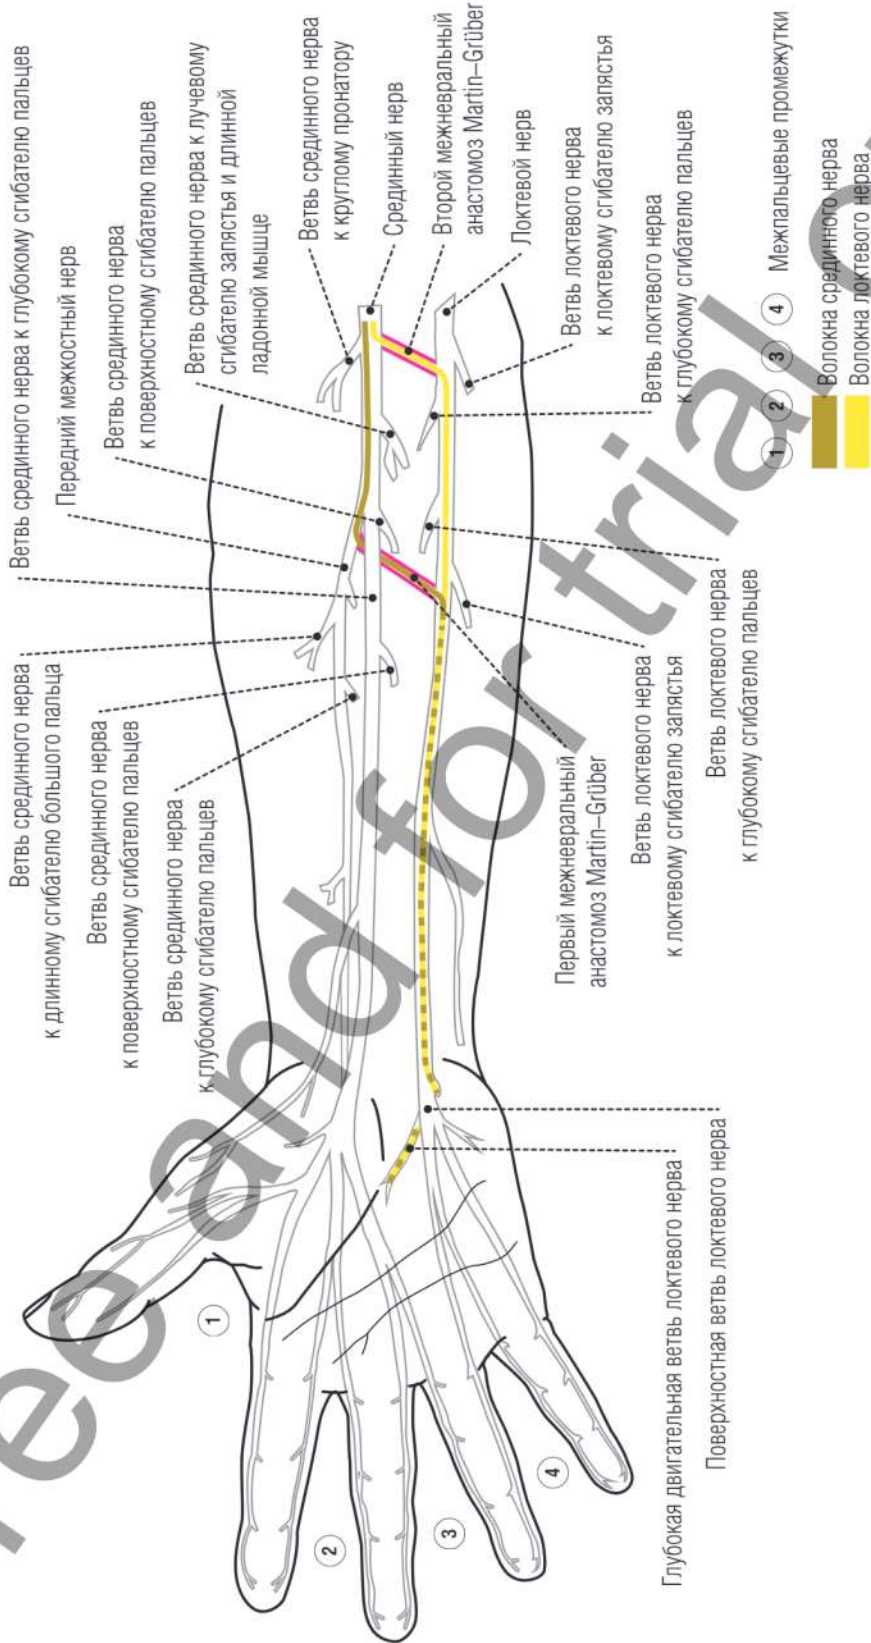 Ветвь срединного нерва к глубокому сгибателю пальцев
Передний межкостный нерв
Ветвь срединного нерва
к поверхностному сгибателю пальцев
Ветвь срединного нерва к лучевому
сгибателю запястья и длинной
ладонной мышце
Ветвь срединного нерва
к круглому пронатору
Срединный нерв
Второй межневральный
анастомоз Martin–Grüber
Локтевой нерв
Ветвь локтевого нерва
к локтевому сгибателю запястья
Ветвь локтевого нерва
к глубокому сгибателю пальцев
Ветвь срединного нерва
к длинному сгибателю большого пальца
Ветвь срединного нерва
к поверхностному сгибателю пальцев
Ветвь срединного нерва
к глубокому сгибателю пальцев
Первый межневральный
анастомоз Martin–Grüber
Ветвь локтевого нерва
к локтевому сгибателю запястья
Ветвь локтевого нерва
к глубокому сгибателю пальцев
1
2
3
4
Глубокая двигательная ветвь локтевого нерва
Поверхностная ветвь локтевого нерва
1 2 3 4 Межпальцевые промежутки
Волокна срединного нерва
Волокна локтевого нерва
and for trial